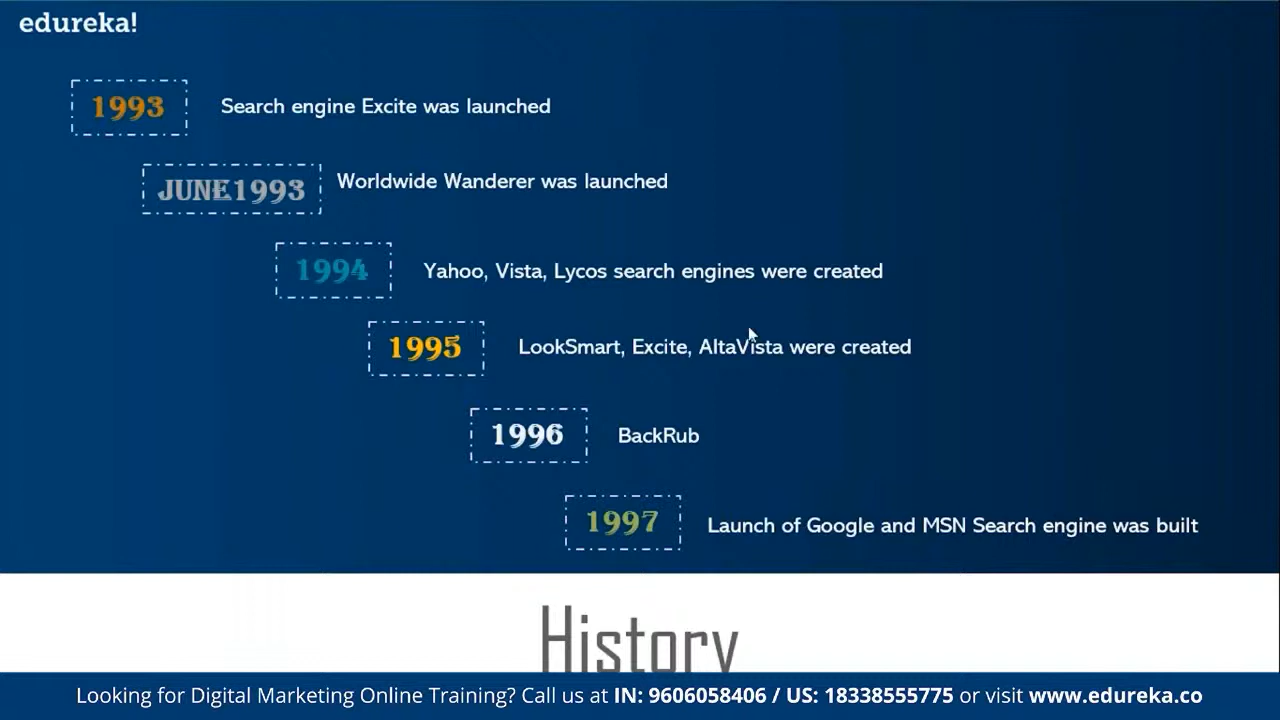 edureka!
1993 Search engine Excite was launched
JUNE1993 Worldwide Wanderer was launched
1994 Yahoo, Vista, Lycos search engines were created
1995 LookSmart, Excite, AltaVista were created
1996 BackRub
1997 Launch of Google and MSN Search engine was built
History
Looking for Digital Marketing Online Training? Call us at IN: 9606058406 / US: 18338555775 or visit www.edureka.co